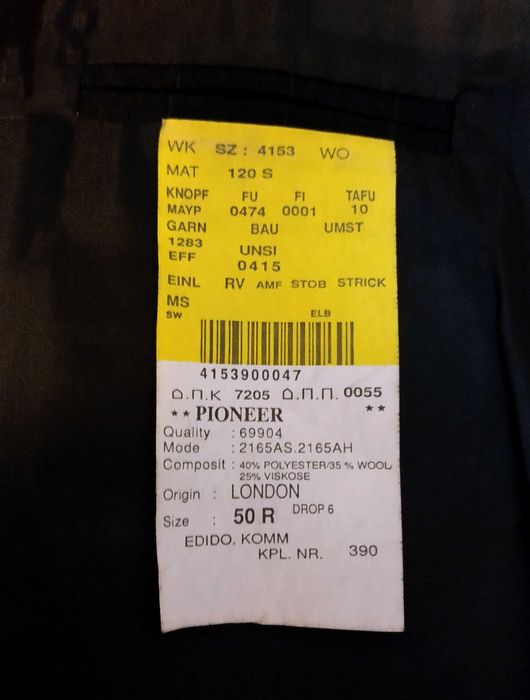 WK SZ : 4153 WO
MAT 120 S
KNOPF FU FI TAFU
MAYP 0474 0001 10
GARN BAU UMST
1283 UNSI
EFF 0415
EINL RV AMF STOB STRICK
MS
SW ELB
4153900047
Ω.Π.Κ 7205 Ω.Π.Π. 0055
★★ PIONEER ★★
Quality : 69904
Mode : 2165AS.2165AH
Composit : 40% POLYESTER/35 % WOOL
25% VISKOSE
Origin : LONDON
Size : 50 R DROP 6
EDIDO. KOMM
KPL. NR. 390